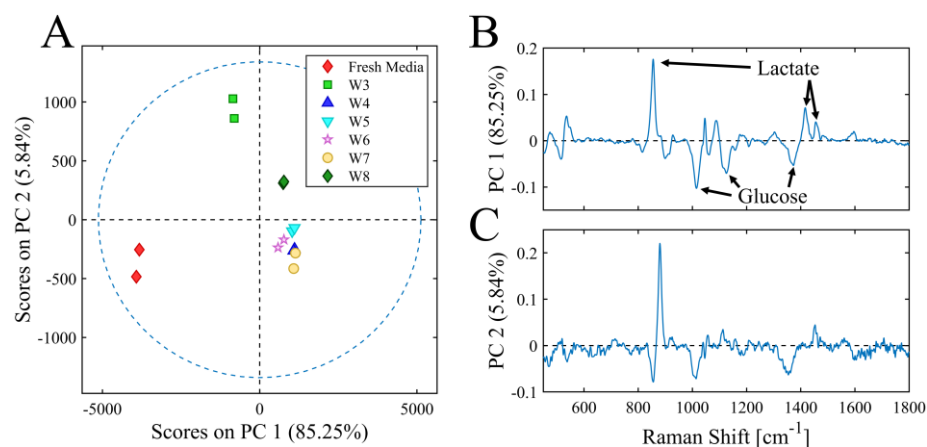 A
Scores on PC 2 (5.84%)
1000
500
0
-500
-1000
-5000
0
5000
Scores on PC 1 (85.25%)
Fresh Media
W3
W4
W5
W6
W7
W8
B
PC 1 (85.25%)
0.2
0.1
0
-0.1
Lactate
Glucose
C
PC 2 (5.84%)
0.2
0.1
0
-0.1
600
800
1000
1200
1400
1600
1800
Raman Shift [cm-1]